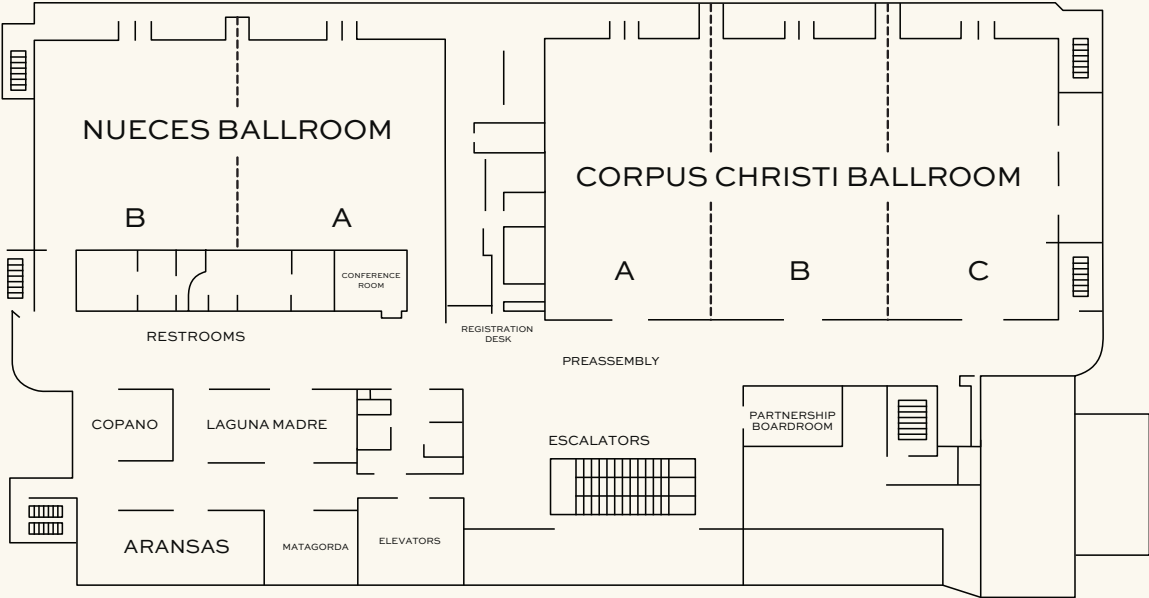 NUECES BALLROOM
CORPUS CHRISTI BALLROOM
B
A
A
B
C
CONFERENCE
ROOM
RESTROOMS
REGISTRATION
DESK
PREASSEMBLY
COPANO
LAGUNA MADRE
ESCALATORS
PARTNERSHIP
BOARDROOM
ARANSAS
MATAGORDA
ELEVATORS